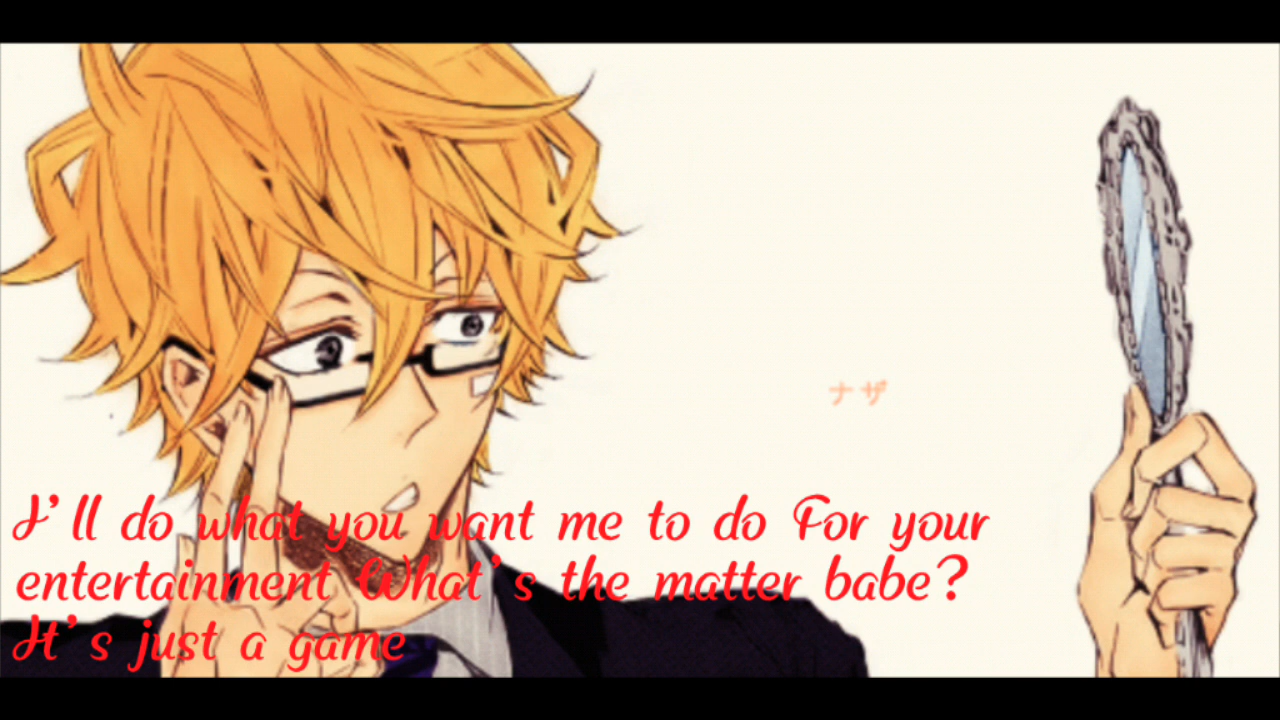 ナザ
I'll do what you want me to do For your
entertainment What's the matter babe?
It's just a game